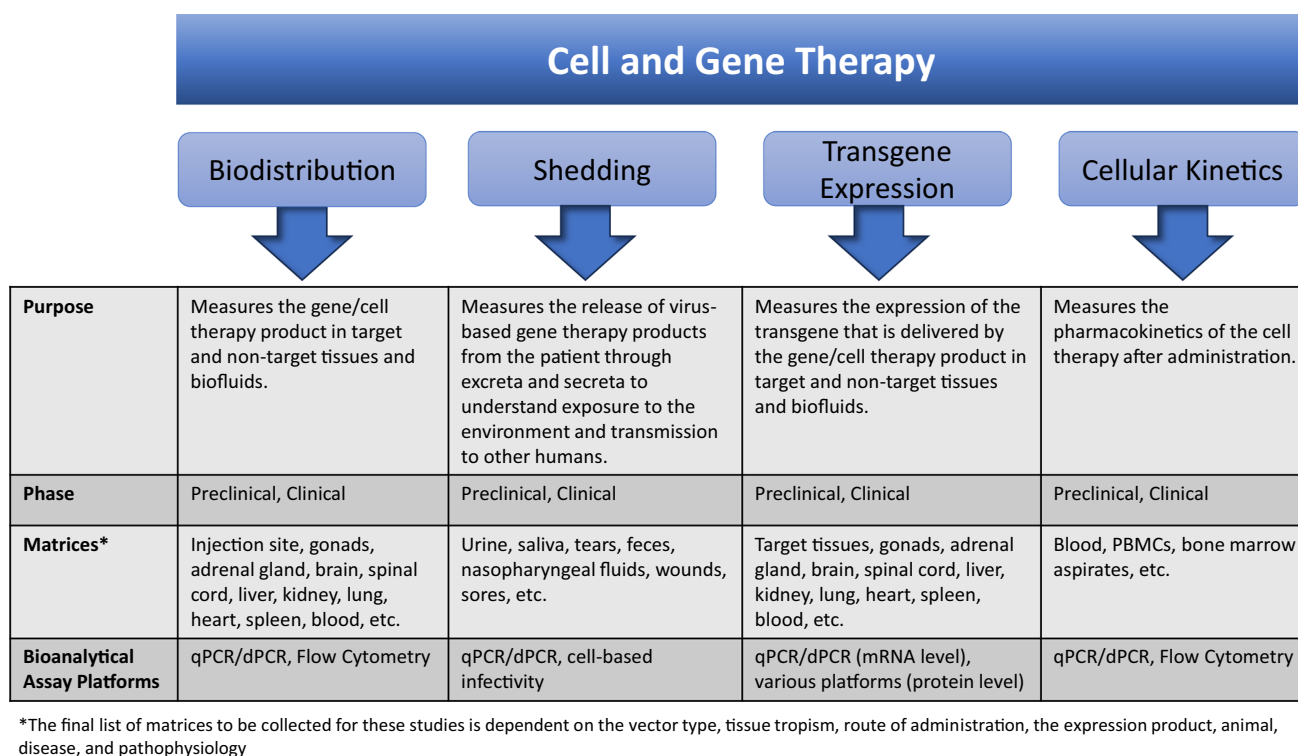 Cell and Gene Therapy
Biodistribution
Shedding
Transgene
Expression
Cellular Kinetics
Purpose
Measures the gene/cell
therapy product in target
and non-target tissues and
biofluids.
Measures the release of virus-
based gene therapy products
from the patient through
excreta and secreta to
understand exposure to the
environment and transmission
to other humans.
Measures the expression of the
transgene that is delivered by
the gene/cell therapy product in
target and non-target tissues
and biofluids.
Measures the
pharmacokinetics of the cell
therapy after administration.
Phase
Preclinical, Clinical
Preclinical, Clinical
Preclinical, Clinical
Preclinical, Clinical
Matrices*
Injection site, gonads,
adrenal gland, brain, spinal
cord, liver, kidney, lung,
heart, spleen, blood, etc.
Urine, saliva, tears, feces,
nasopharyngeal fluids, wounds,
sores, etc.
Target tissues, gonads, adrenal
gland, brain, spinal cord, liver,
kidney, lung, heart, spleen,
blood, etc.
Blood, PBMCs, bone marrow
aspirates, etc.
Bioanalytical
Assay Platforms
qPCR/dPCR, Flow Cytometry
qPCR/dPCR, cell-based
infectivity
qPCR/dPCR (mRNA level),
various platforms (protein level)
qPCR/dPCR, Flow Cytometry
*The final list of matrices to be collected for these studies is dependent on the vector type, tissue tropism, route of administration, the expression product, animal,
disease, and pathophysiology